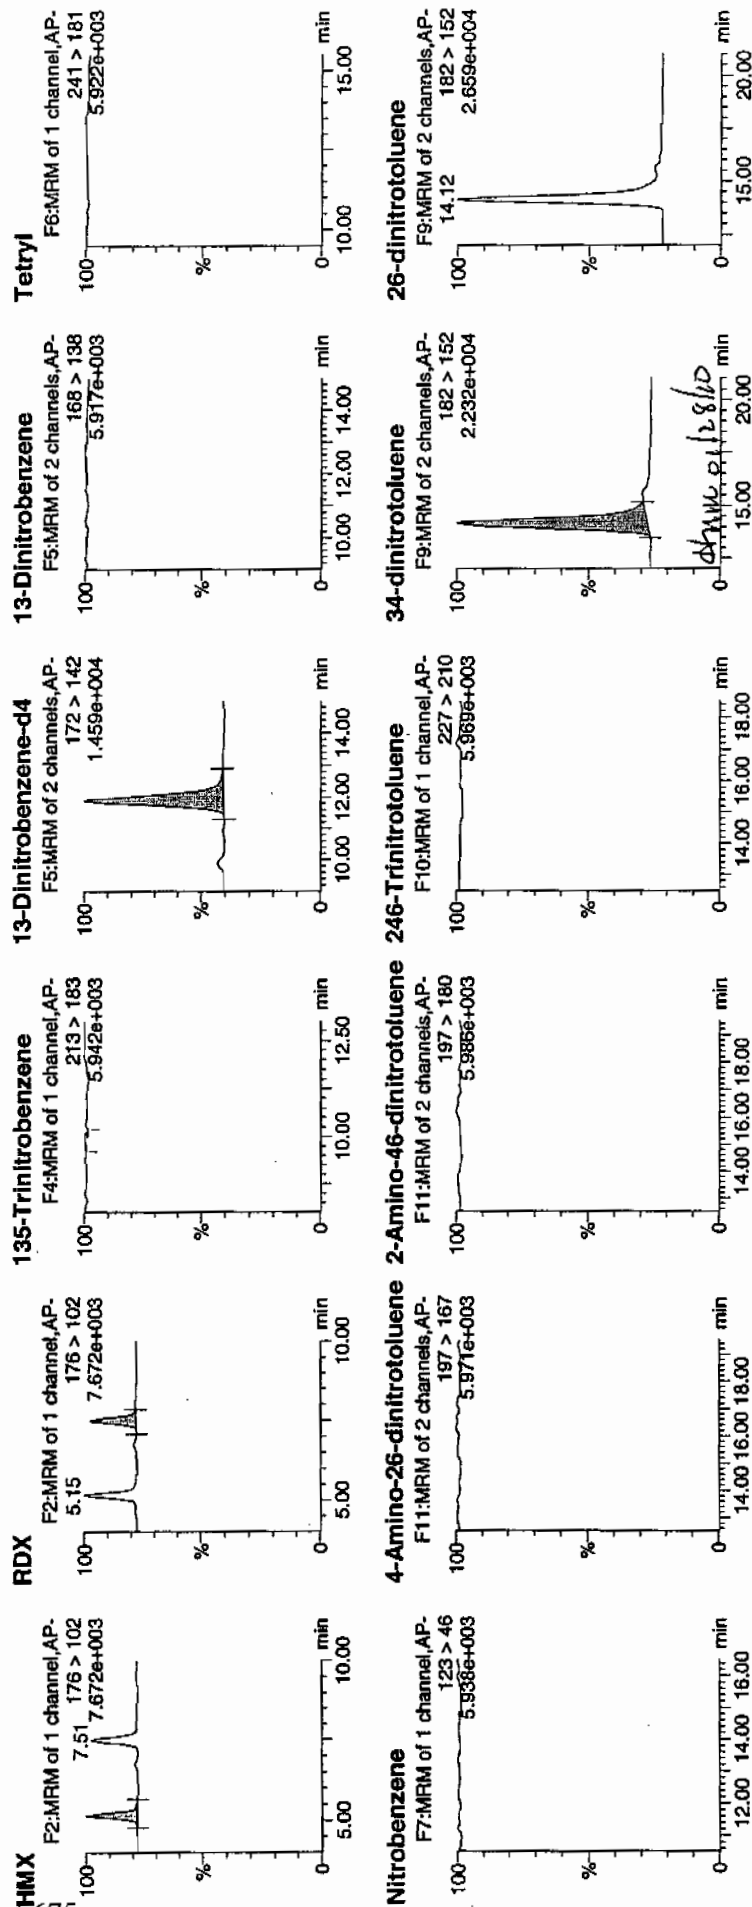 HMX
F2:MRM of 1 channel,AP-
7.51 176 > 102
7.672e+003
100
%
0
5.00 10.00 min
RDX
F2:MRM of 1 channel,AP-
5.15 176 > 102
7.672e+003
100
%
0
5.00 10.00 min
135-Trinitrobenzene
F4:MRM of 1 channel,AP-
213 > 183
5.942e+003
100
%
0
10.00 12.50 min
13-Dinitrobenzene-d4
F5:MRM of 2 channels,AP-
172 > 142
1.459e+004
100
%
0
10.00 12.00 14.00 min
13-Dinitrobenzene
F5:MRM of 2 channels,AP-
168 > 138
5.917e+003
100
%
0
10.00 12.00 14.00 min
Tetryl
F6:MRM of 1 channel,AP-
241 > 181
5.922e+003
100
%
0
10.00 15.00 min
Nitrobenzene
F7:MRM of 1 channel,AP-
123 > 46
5.938e+003
100
%
0
12.00 14.00 16.00 min
4-Amino-26-dinitrotoluene
F11:MRM of 2 channels,AP-
197 > 167
5.971e+003
100
%
0
14.00 16.00 18.00 min
2-Amino-46-dinitrotoluene
F11:MRM of 2 channels,AP-
197 > 180
5.986e+003
100
%
0
14.00 16.00 18.00 min
246-Trinitrotoluene
F10:MRM of 1 channel,AP-
227 > 210
5.969e+003
100
%
0
14.00 16.00 18.00 min
34-dinitrotoluene
F9:MRM of 2 channels,AP-
182 > 152
2.232e+004
100
%
0
01/28/10
15.00 20.00 min
26-dinitrotoluene
F9:MRM of 2 channels,AP-
14.12 182 > 152
2.659e+004
100
%
0
15.00 20.00 min